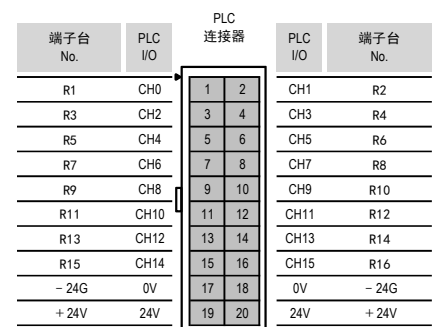 PLC
连接器
端子台 No. PLC I/O PLC I/O 端子台 No.
R1 CH0 1 2 CH1 R2
R3 CH2 3 4 CH3 R4
R5 CH4 5 6 CH5 R6
R7 CH6 7 8 CH7 R8
R9 CH8 9 10 CH9 R10
R11 CH10 11 12 CH11 R12
R13 CH12 13 14 CH13 R14
R15 CH14 15 16 CH15 R16
－24G 0V 17 18 0V －24G
＋24V 24V 19 20 24V ＋24V